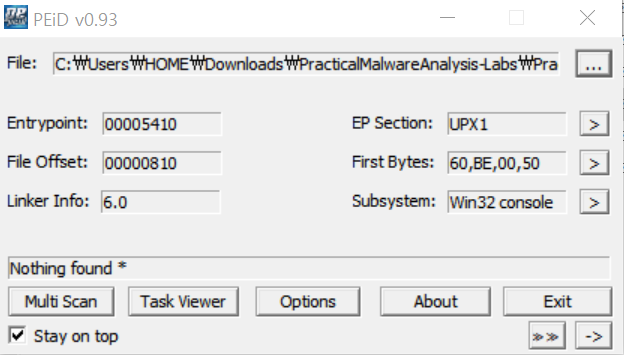 PEiD v0.93
File: C:₩Users₩HOME₩Downloads₩PracticalMalwareAnalysis-Labs₩Pra ...
Entrypoint: 00005410 EP Section: UPX1 >
File Offset: 00000810 First Bytes: 60,BE,00,50 >
Linker Info: 6.0 Subsystem: Win32 console >
Nothing found *
Multi Scan Task Viewer Options About Exit
Stay on top >> ->